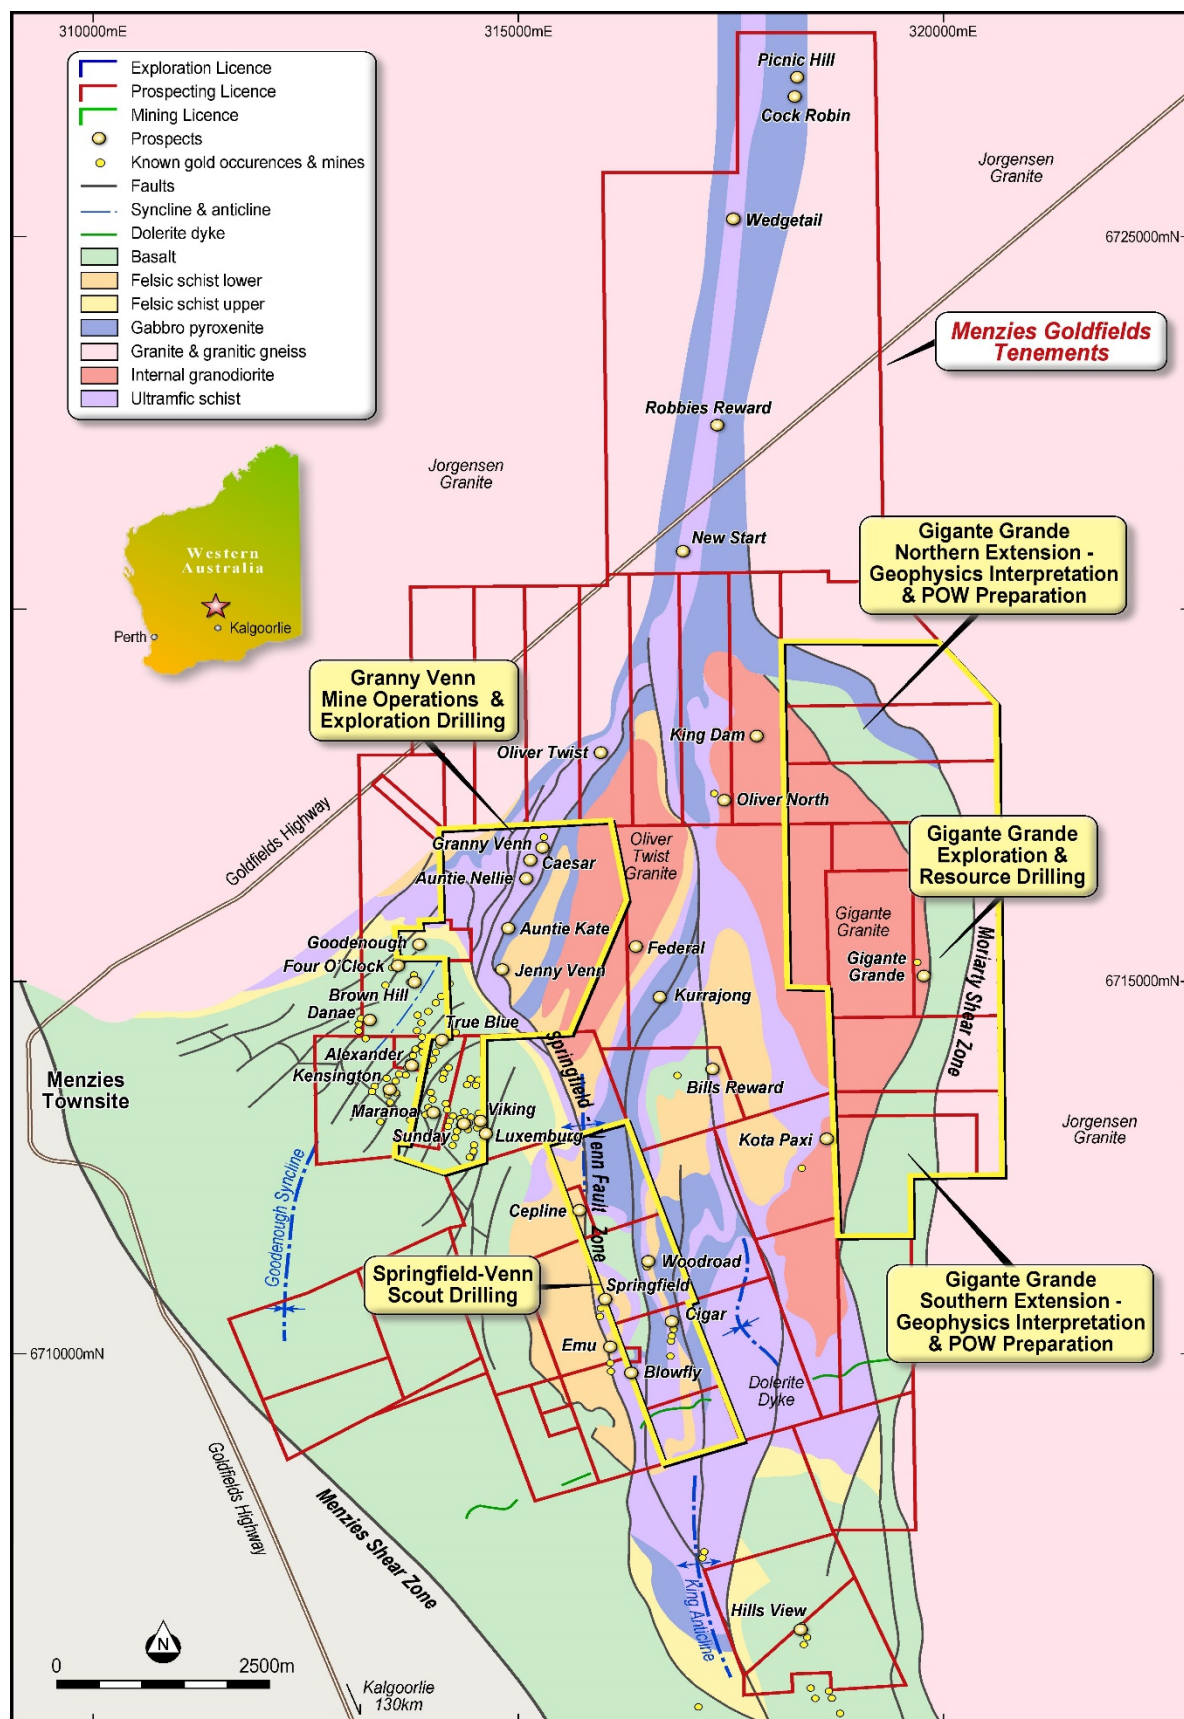 310000mE
315000mE
320000mE
Exploration Licence
Prospecting Licence
Mining Licence
Prospects
Known gold occurences & mines
Faults
Syncline & anticline
Dolerite dyke
Basalt
Felsic schist lower
Felsic schist upper
Gabbro pyroxenite
Granite & granitic gneiss
Internal granodiorite
Ultramfic schist
Picnic Hill
Cock Robin
Jorgensen
Granite
Wedgetail
6725000mN
Menzies Goldfields
Tenements
Robbies Reward
Jorgensen
Granite
Western
Australia
Perth
Kalgoorlie
New Start
Gigante Grande
Northern Extension -
Geophysics Interpretation
& POW Preparation
Granny Venn
Mine Operations &
Exploration Drilling
Oliver Twist
King Dam
Oliver North
Goldfields Highway
Granny Venn
Caesar
Auntie Nellie
Oliver
Twist
Granite
Gigante Grande
Exploration &
Resource Drilling
Gigante
Granite
Auntie Kate
Goodenough
Federal
Four O'Clock
Jenny Venn
Gigante
Grande
Brown Hill
Kurrajong
Moriarty Shear Zone
6715000mN
Danae
True Blue
Springfield - Venn Fault Zone
Alexander
Kensington
Bills Reward
Menzies
Townsite
Maranoa
Viking
Sunday
Luxemburg
Kota Paxi
Jorgensen
Granite
Goodenough Syncline
Cepline
Woodroad
Springfield-Venn
Scout Drilling
Springfield
Cigar
Gigante Grande
Southern Extension -
Geophysics Interpretation
& POW Preparation
6710000mN
Emu
Blowfly
Dolerite
Dyke
Goldfields Highway
Menzies Shear Zone
King Anticline
Hills View
N
0
2500m
Kalgoorlie
130km